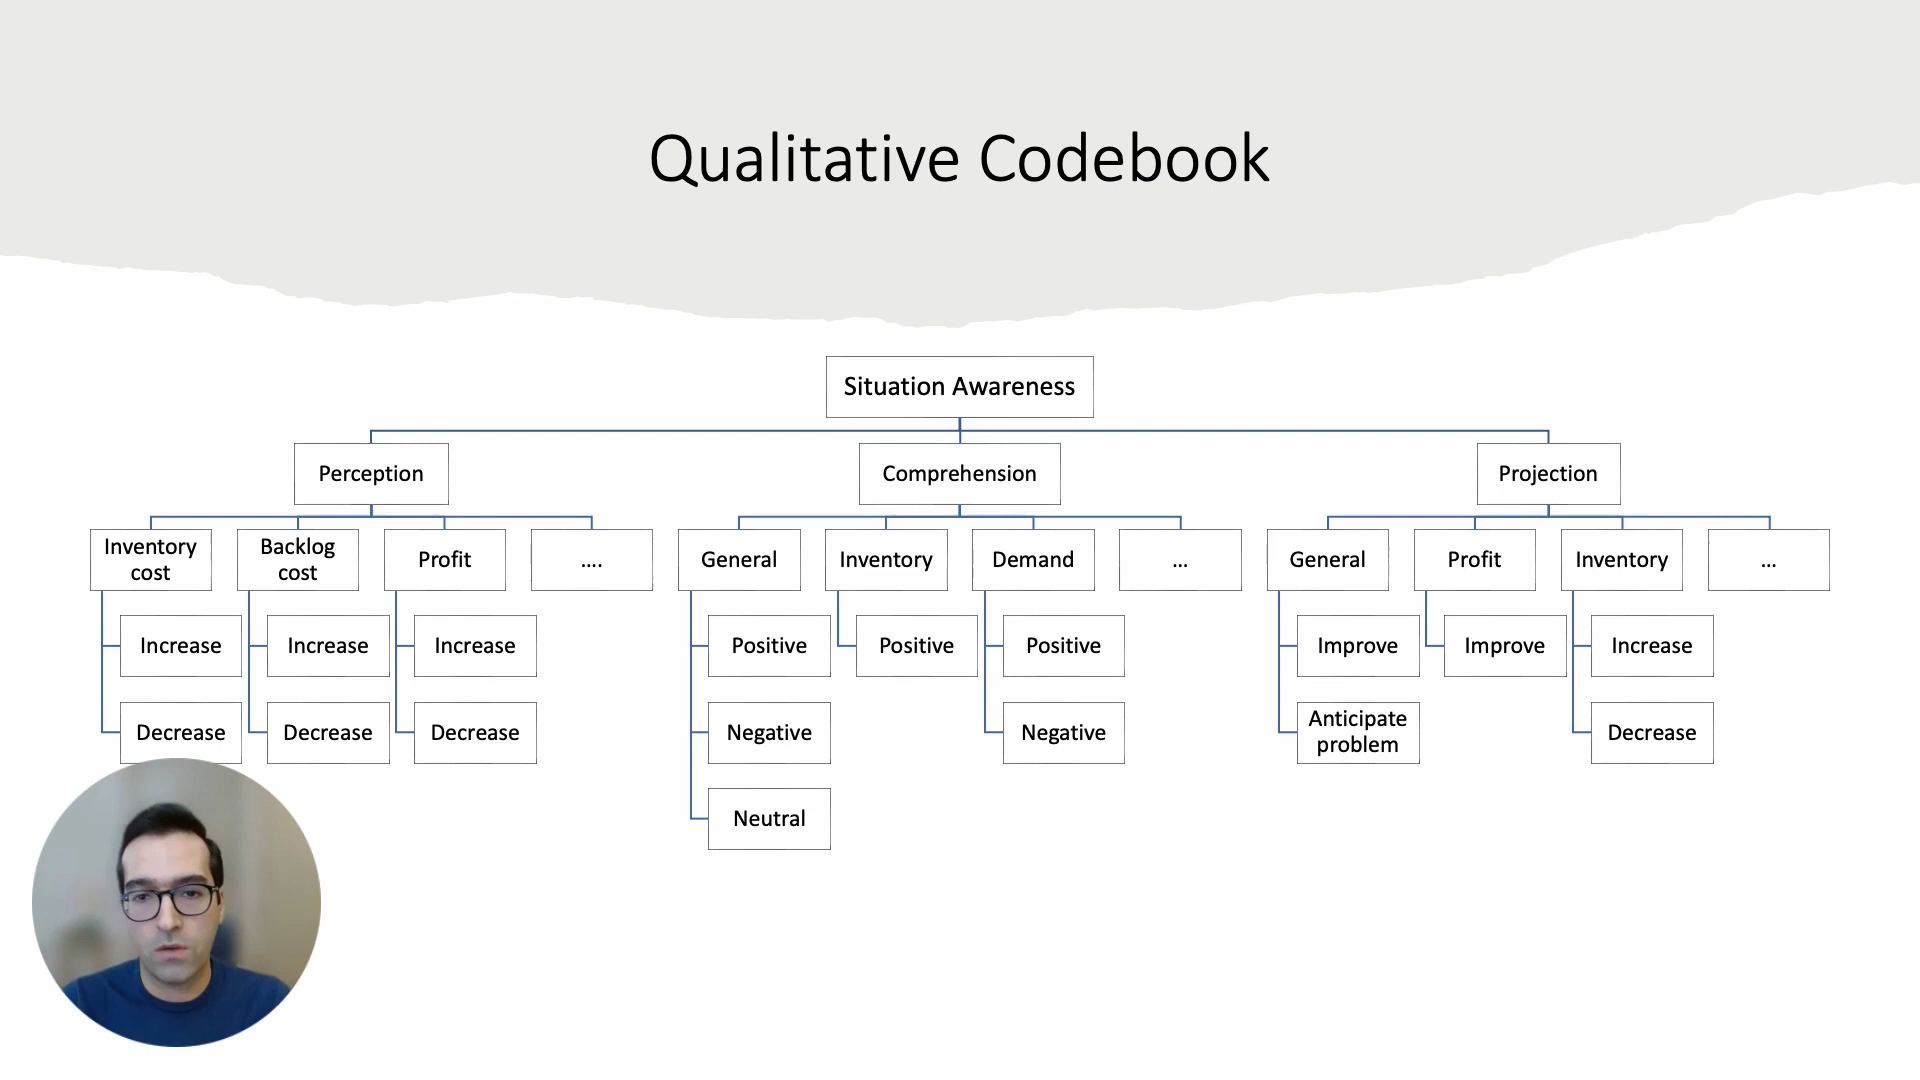 Qualitative Codebook
Situation Awareness
Perception
Comprehension
Projection
Inventory
cost
Backlog
cost
Profit
....
General
Inventory
Demand
...
General
Profit
Inventory
...
Increase
Increase
Increase
Positive
Positive
Positive
Improve
Improve
Increase
Decrease
Decrease
Decrease
Negative
Negative
Anticipate
problem
Decrease
Neutral